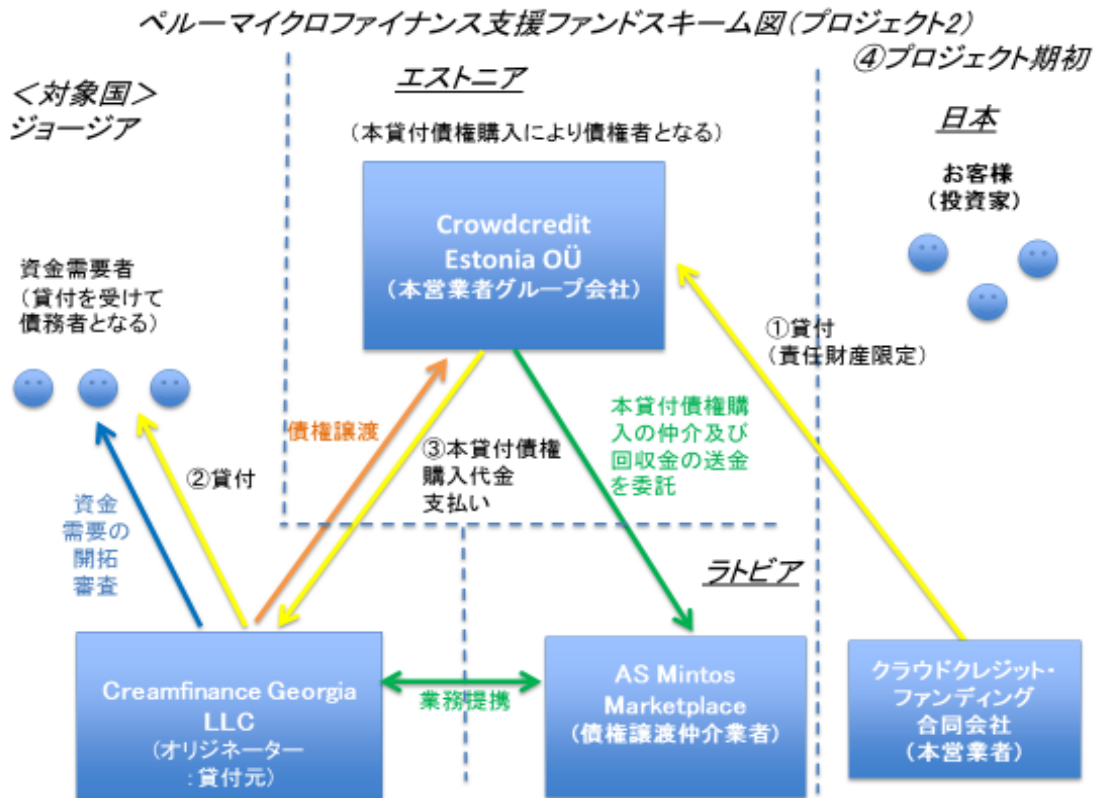 ペルーマイクロファイナンス支援ファンドスキーム図(プロジェクト2)
④プロジェクト期初
<対象国>
ジョージア
エストニア
(本貸付債権購入により債権者となる)
日本
お客様
(投資家)
Crowdcredit
Estonia OÜ
(本営業者グループ会社)
資金需要者
(貸付を受けて
債務者となる)
①貸付
(責任財産限定)
債権譲渡
③本貸付債権
購入代金
支払い
本貸付債権購
入の仲介及び
回収金の送金
を委託
②貸付
資金
需要の
開拓
審査
ラトビア
Creamfinance Georgia
LLC
(オリジネーター
:貸付元)
業務提携
AS Mintos
Marketplace
(債権譲渡仲介業者)
クラウドクレジット・
ファンディング
合同会社
(本営業者)